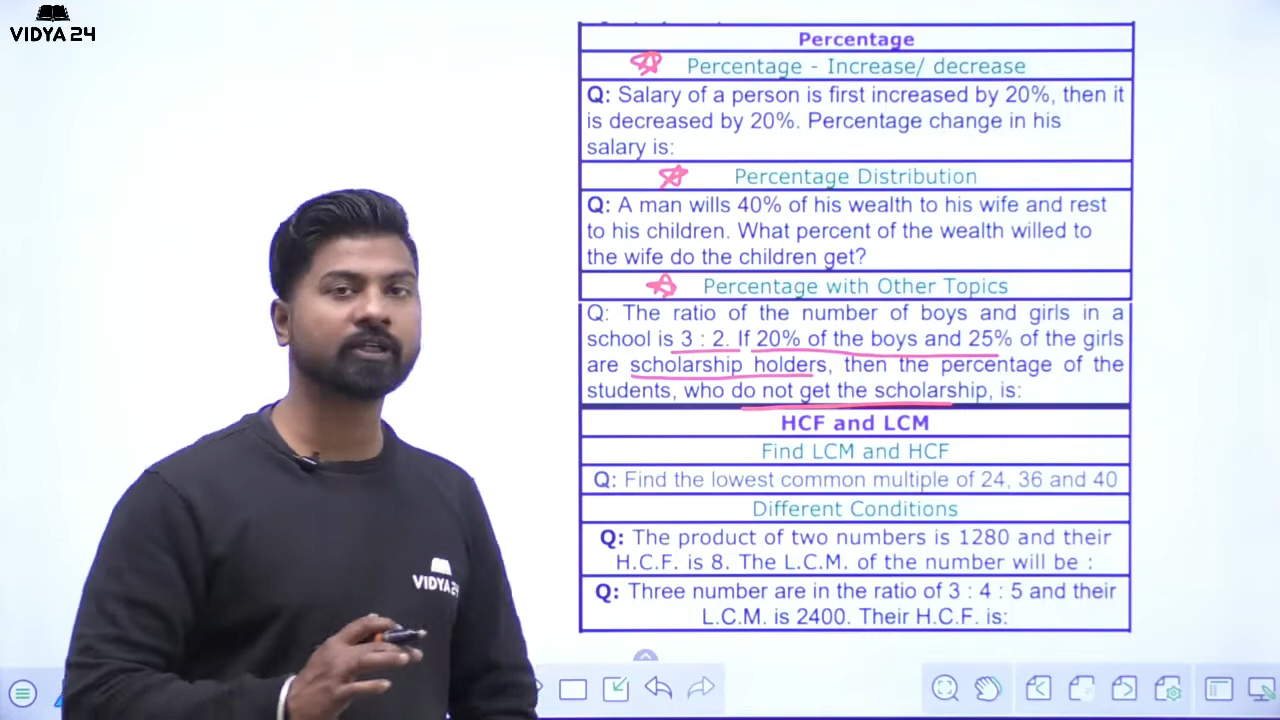 VIDYA 24
Percentage
Percentage - Increase/ decrease
Q: Salary of a person is first increased by 20%, then it
is decreased by 20%. Percentage change in his
salary is:
Percentage Distribution
Q: A man wills 40% of his wealth to his wife and rest
to his children. What percent of the wealth willed to
the wife do the children get?
Percentage with Other Topics
Q: The ratio of the number of boys and girls in a
school is 3 : 2. If 20% of the boys and 25% of the girls
are scholarship holders, then the percentage of the
students, who do not get the scholarship, is:
HCF and LCM
Find LCM and HCF
Q: Find the lowest common multiple of 24, 36 and 40
Different Conditions
Q: The product of two numbers is 1280 and their
H.C.F. is 8. The L.C.M. of the number will be :
Q: Three number are in the ratio of 3 : 4 : 5 and their
L.C.M. is 2400. Their H.C.F. is:
VIDYA 24